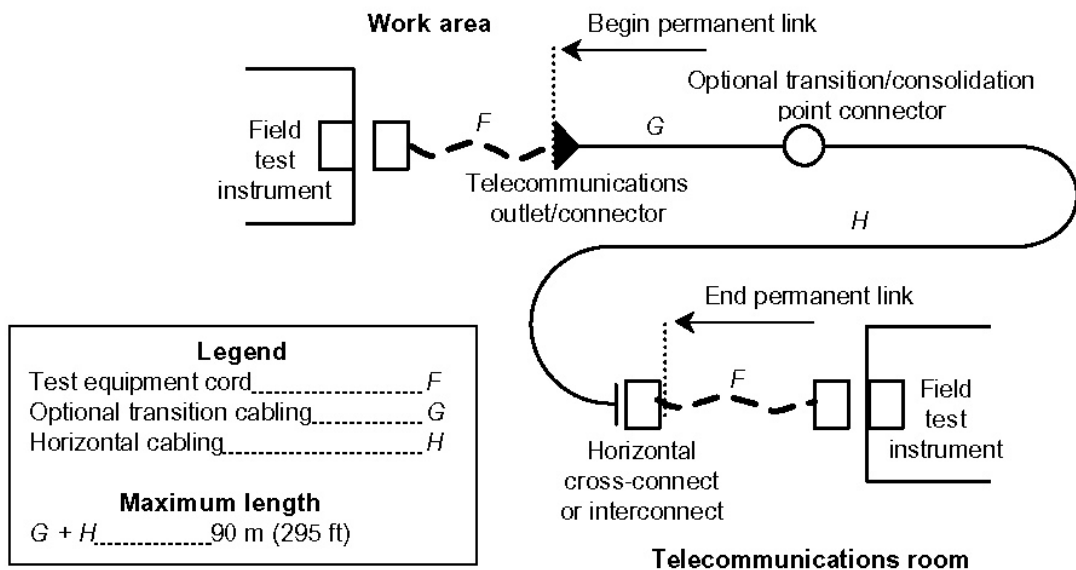 Work area
Begin permanent link
Optional transition/consolidation
point connector
Field
test
instrument
F
G
Telecommunications
outlet/connector
H
End permanent link
Legend
Test equipment cord F
Optional transition cabling G
Horizontal cabling H
Maximum length
G + H 90 m (295 ft)
F
Field
test
instrument
Horizontal
cross-connect
or interconnect
Telecommunications room